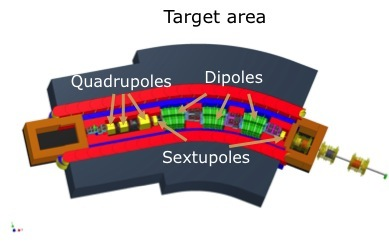 Target area
Quadrupoles
Dipoles
Sextupoles